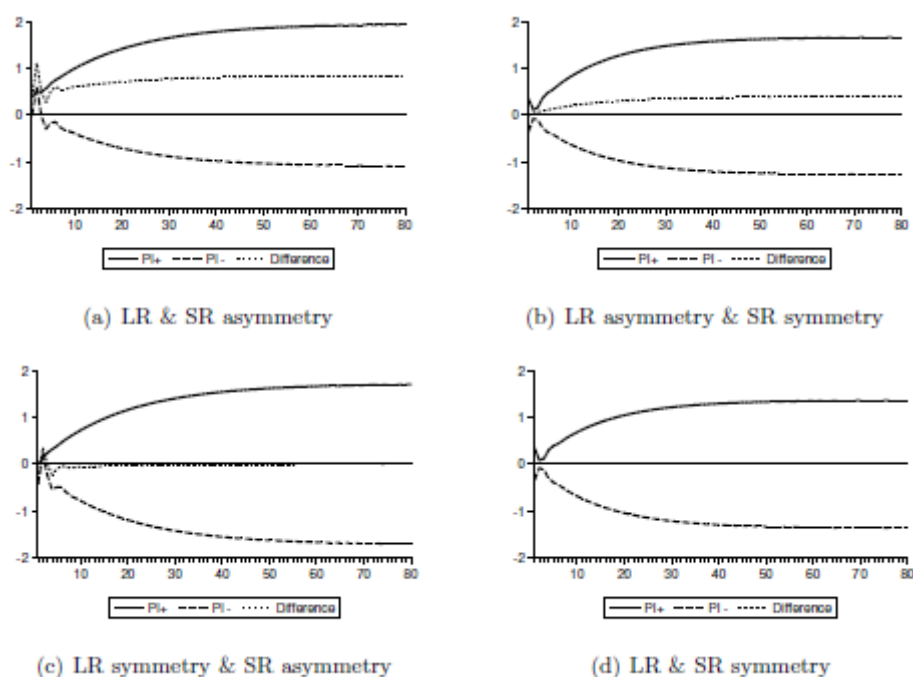 2
1
0
-1
-2
10 20 30 40 50 60 70 80
PI+ PI - Difference
(a) LR & SR asymmetry
2
1
0
-1
-2
10 20 30 40 50 60 70 80
PI+ PI - Difference
(b) LR asymmetry & SR symmetry
2
1
0
-1
-2
10 20 30 40 50 60 70 80
PI+ PI - Difference
(c) LR symmetry & SR asymmetry
2
1
0
-1
-2
10 20 30 40 50 60 70 80
PI+ PI - Difference
(d) LR & SR symmetry